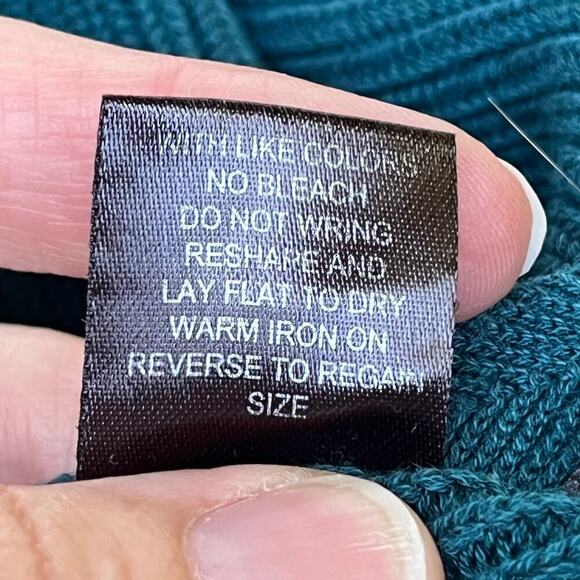 WITH LIKE COLORS
NO BLEACH
DO NOT WRING
RESHAPE AND
LAY FLAT TO DRY
WARM IRON ON
REVERSE TO REGAIN
SIZE